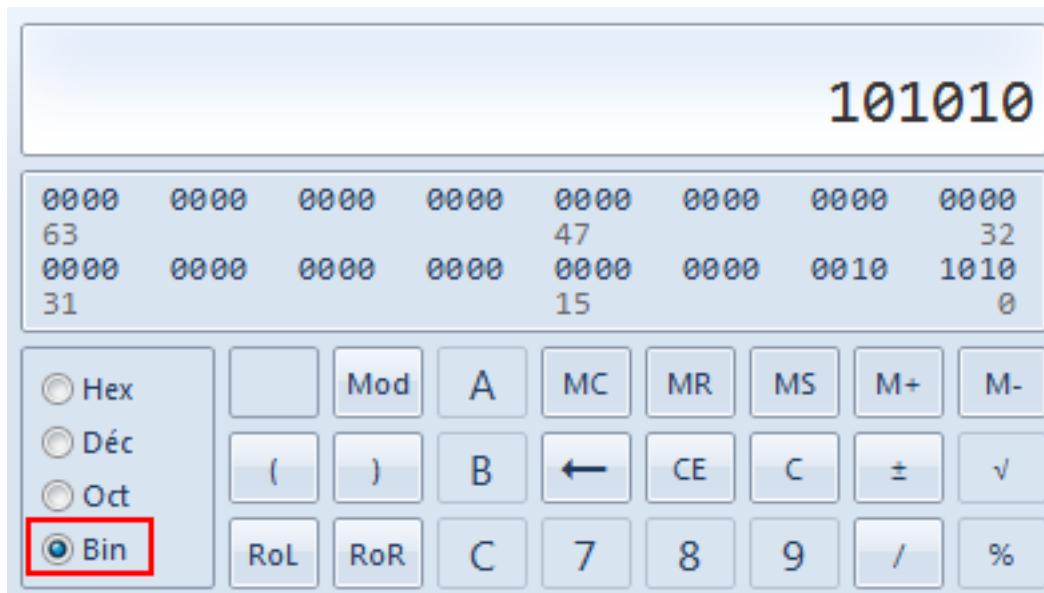 101010
0000 0000 0000 0000 0000 0000 0000 0000
63 47 32
0000 0000 0000 0000 0000 0000 0010 1010
31 15 0
Hex Mod A MC MR MS M+ M-
Déc
( ) B ← CE C ± √
Oct
Bin RoL RoR C 7 8 9 / %